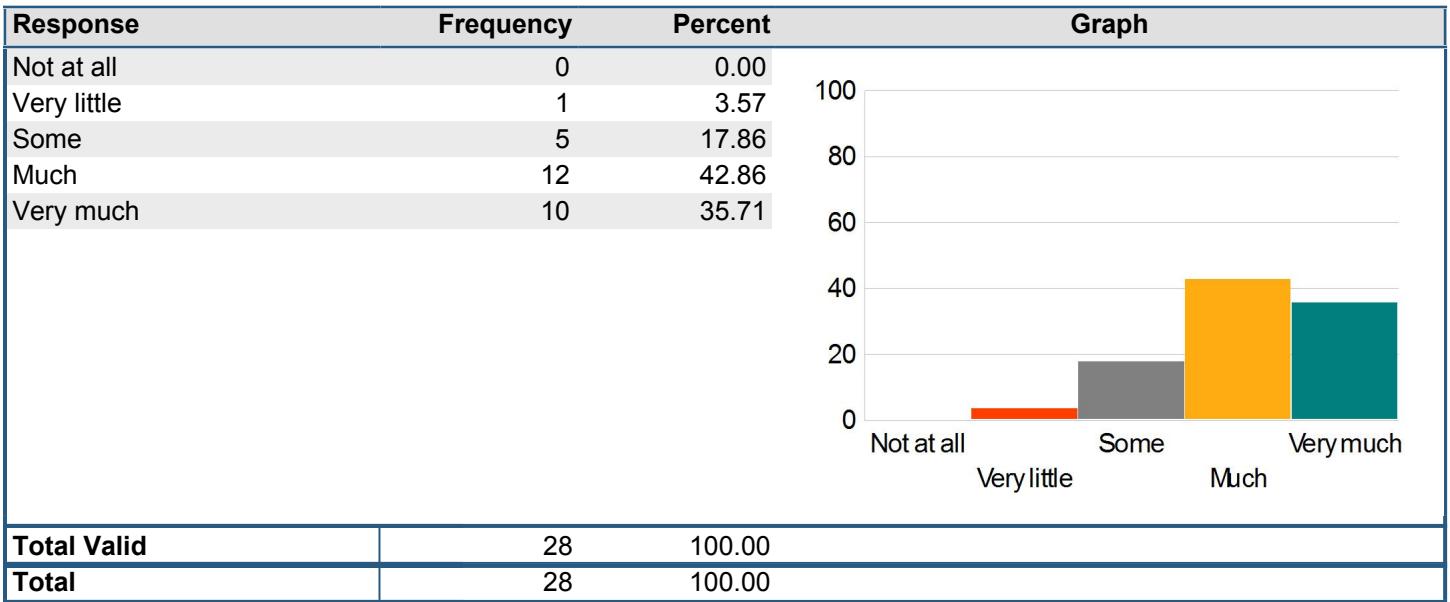 Response Frequency Percent Graph
Not at all 0 0.00
Very little 1 3.57
Some 5 17.86
Much 12 42.86
Very much 10 35.71
100
80
60
40
20
0
Not at all Some Very much
Very little Much
Total Valid 28 100.00
Total 28 100.00